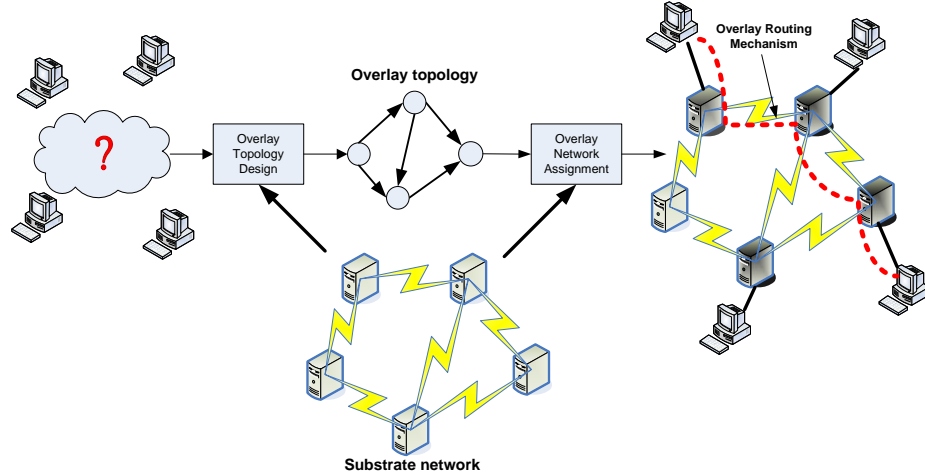 Overlay Routing
Mechanism
Overlay topology
?
Overlay
Topology
Design
Overlay
Network
Assignment
Substrate network